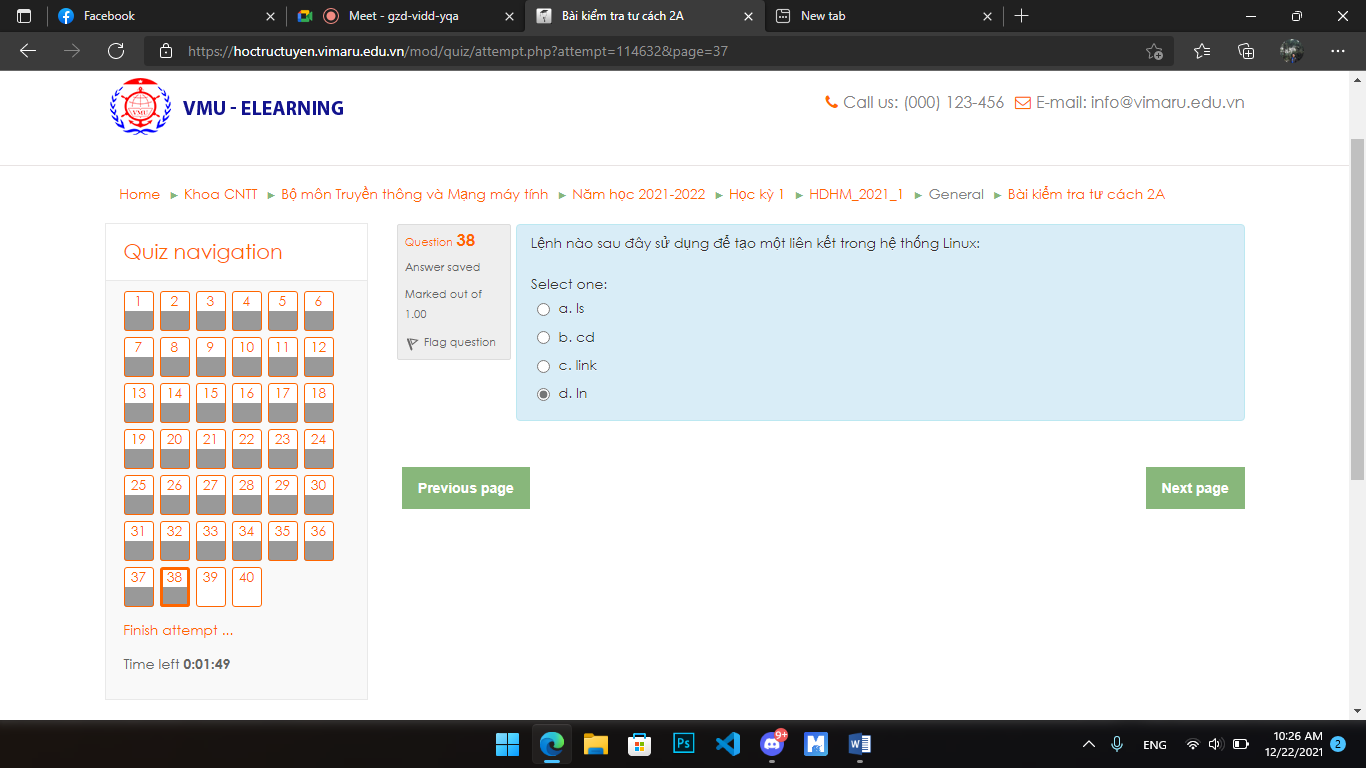 Facebook
Meet - gzd-vidd-yqa
Bài kiểm tra tư cách 2A
New tab
https://hoctructuyen.vimaru.edu.vn/mod/quiz/attempt.php?attempt=114632&page=37
VMU
VMU - ELEARNING
Call us: (000) 123-456 E-mail: info@vimaru.edu.vn
Home ► Khoa CNTT ► Bộ môn Truyền thông và Mạng máy tính ► Năm học 2021-2022 ► Học kỳ 1 ► HDHM_2021_1 ► General ► Bài kiểm tra tư cách 2A
Quiz navigation
1 2 3 4 5 6
7 8 9 10 11 12
13 14 15 16 17 18
19 20 21 22 23 24
25 26 27 28 29 30
31 32 33 34 35 36
37 38 39 40
Finish attempt ...
Time left 0:01:49
Question 38
Answer saved
Marked out of
1.00
Flag question
Lệnh nào sau đây sử dụng để tạo một liên kết trong hệ thống Linux:
Select one:
a. ls
b. cd
c. link
d. ln
Previous page
Next page
Ps
9+
ENG
10:26 AM
12/22/2021
2